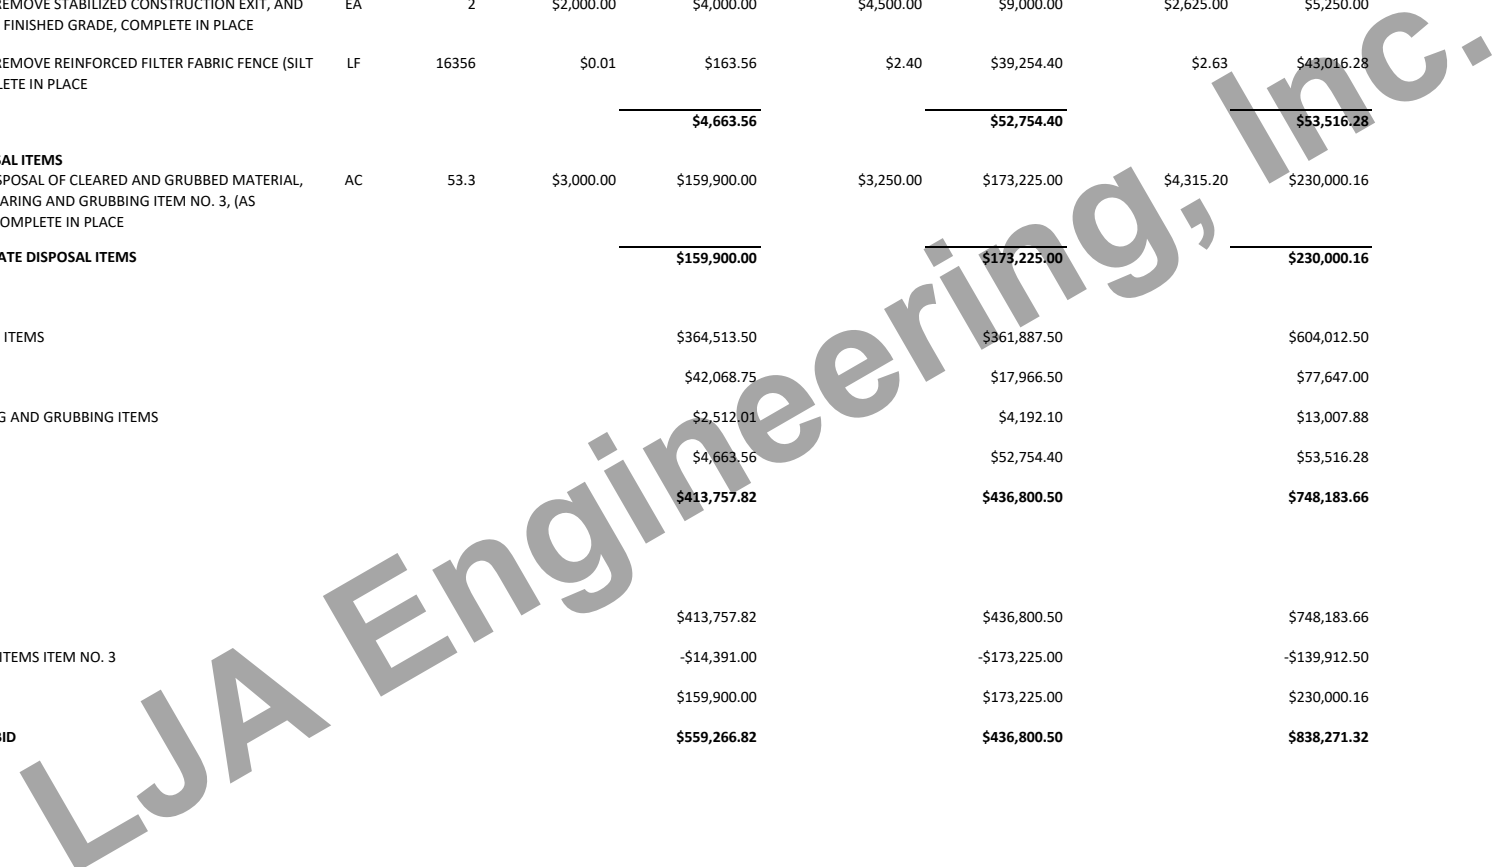 REMOVE STABILIZED CONSTRUCTION EXIT, AND EA 2 $2,000.00 $4,000.00 $4,500.00 $9,000.00 $2,625.00 $5,250.00
FINISHED GRADE, COMPLETE IN PLACE
REMOVE REINFORCED FILTER FABRIC FENCE (SILT LF 16356 $0.01 $163.56 $2.40 $39,254.40 $2.63 $43,016.28
LETE IN PLACE
$4,663.56 $52,754.40 $53,516.28
SAL ITEMS
SPOSAL OF CLEARED AND GRUBBED MATERIAL, AC 53.3 $3,000.00 $159,900.00 $3,250.00 $173,225.00 $4,315.20 $230,000.16
ARING AND GRUBBING ITEM NO. 3, (AS
OMPLETE IN PLACE
ATE DISPOSAL ITEMS $159,900.00 $173,225.00 $230,000.16
ITEMS $364,513.50 $361,887.50 $604,012.50
$42,068.75 $17,966.50 $77,647.00
G AND GRUBBING ITEMS $2,512.01 $4,192.10 $13,007.88
$4,663.56 $52,754.40 $53,516.28
$413,757.82 $436,800.50 $748,183.66
$413,757.82 $436,800.50 $748,183.66
ITEMS ITEM NO. 3 -$14,391.00 -$173,225.00 -$139,912.50
$159,900.00 $173,225.00 $230,000.16
BID $559,266.82 $436,800.50 $838,271.32
LJA Engineering, Inc.